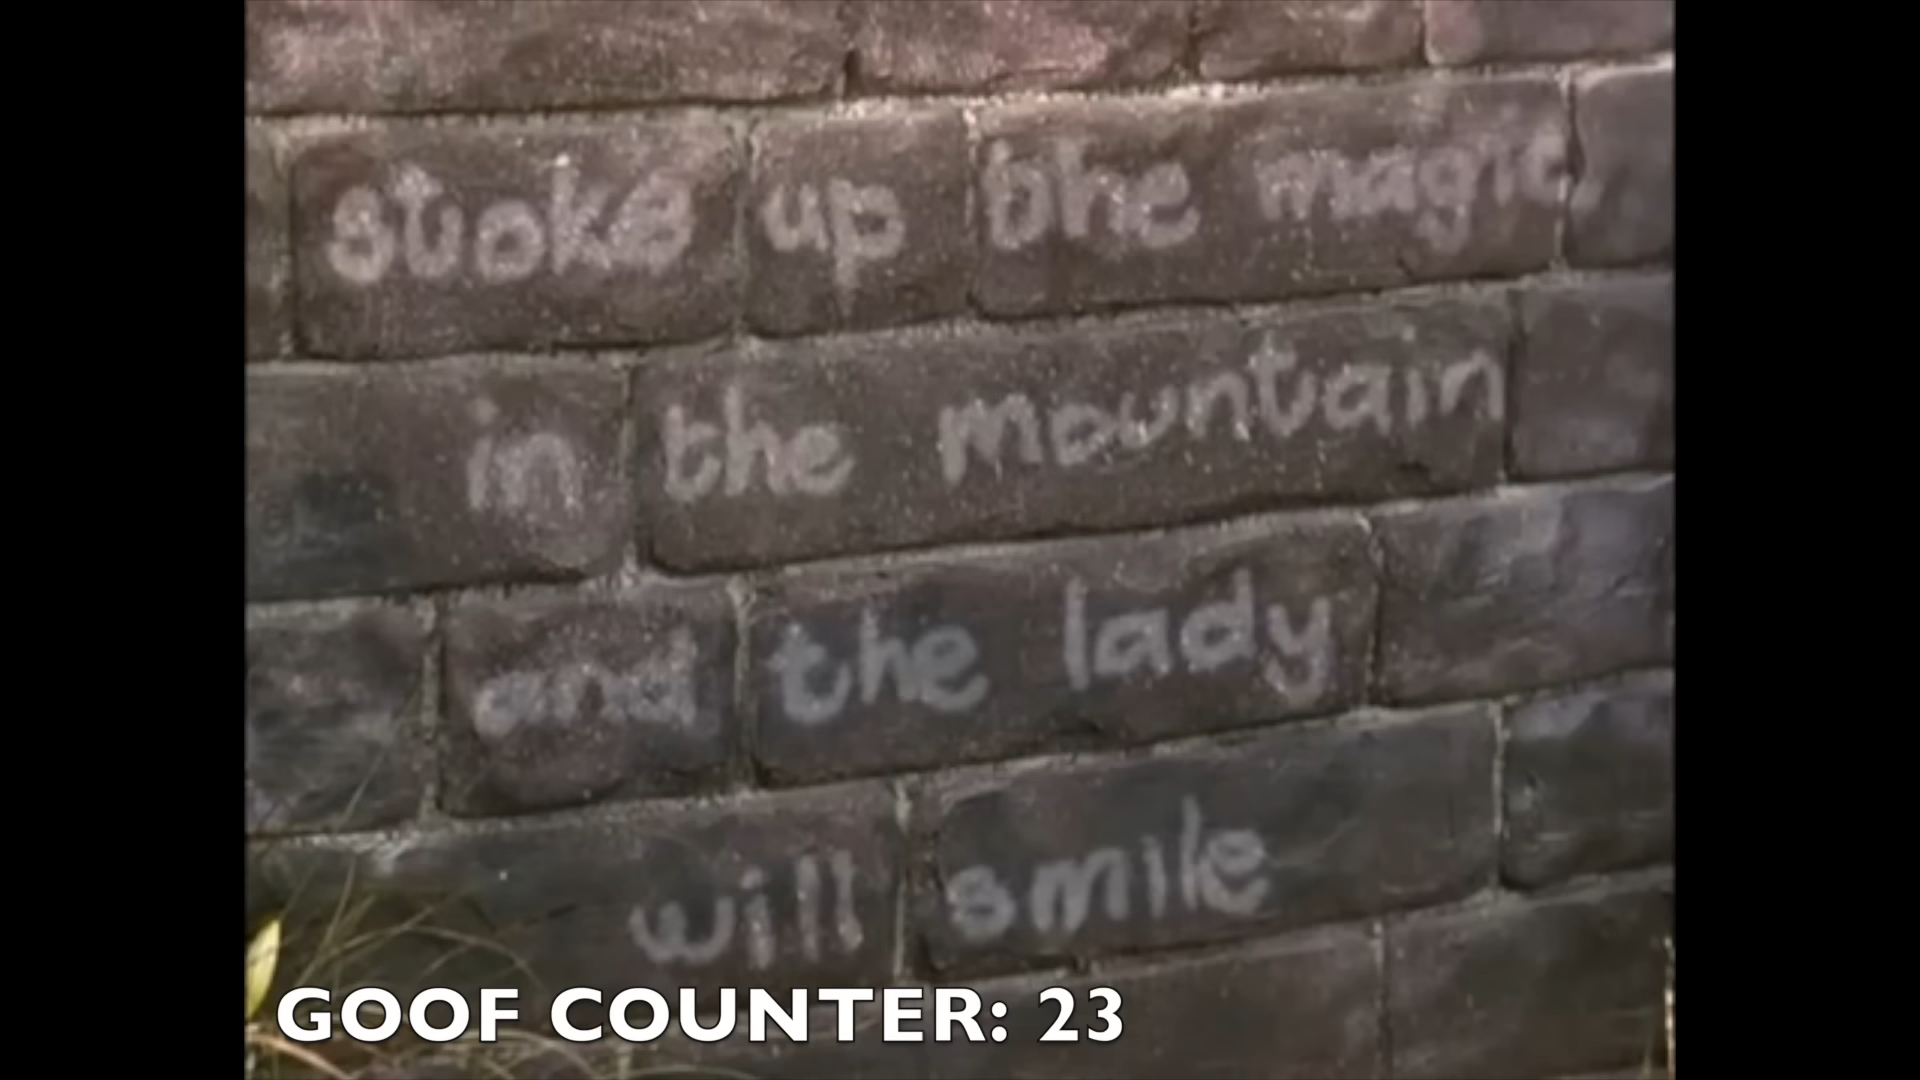 stoke up the magic,
in the mountain
and the lady
will smile
GOOF COUNTER: 23